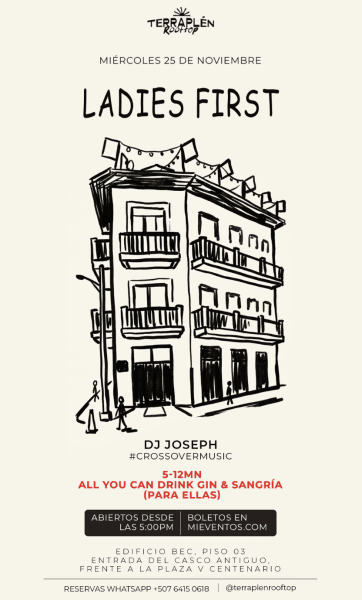 TERRAPLÉN
ROOFTOP
MIÉRCOLES 25 DE NOVIEMBRE
LADIES FIRST
DJ JOSEPH
#CROSSOVERMUSIC
5-12MN
ALL YOU CAN DRINK GIN & SANGRÍA
(PARA ELLAS)
ABIERTOS DESDE
LAS 5:00PM
BOLETOS EN
MIEVENTOS.COM
EDIFICIO BEC, PISO 03
ENTRADA DEL CASCO ANTIGUO,
FRENTE A LA PLAZA V CENTENARIO
RESERVAS WHATSAPP +507 6415 0618 | @terraplenrooftop